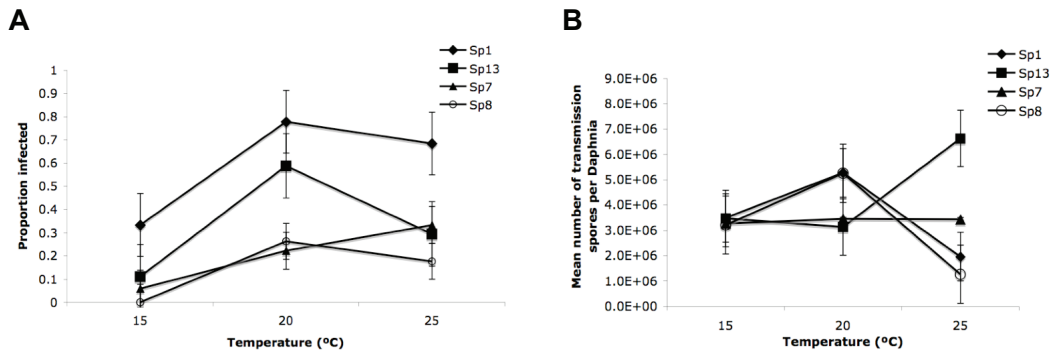 A
Sp1
Sp13
Sp7
Sp8
1
0.9
0.8
0.7
0.6
0.5
0.4
0.3
0.2
0.1
0
Proportion infected
15 20 25
Temperature (ºC)
B
Sp1
Sp13
Sp7
Sp8
9.0E+06
8.0E+06
7.0E+06
6.0E+06
5.0E+06
4.0E+06
3.0E+06
2.0E+06
1.0E+06
0.0E+00
Mean number of transmission
spores per Daphnia
15 20 25
Temperature (ºC)